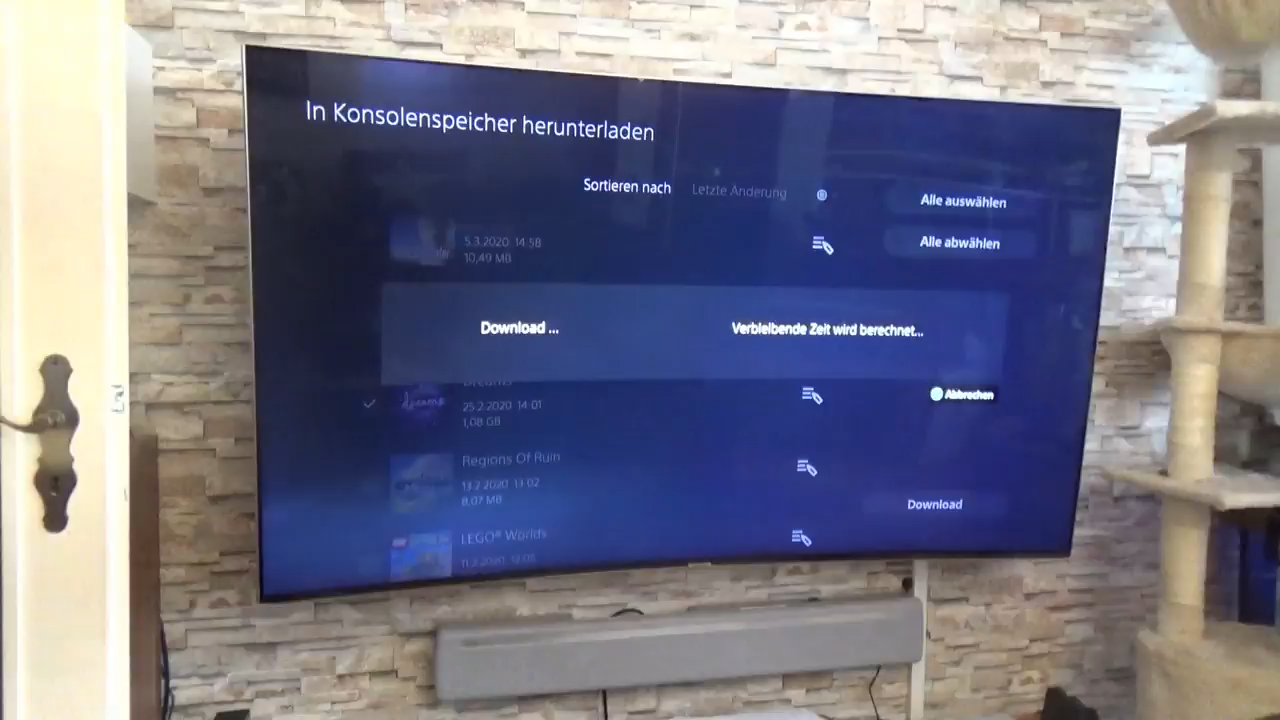 In Konsolenspeicher herunterladen
Sortieren nach
Letzte Änderung
Alle auswählen
5.3.2020 14:58
10,49 MB
Alle abwählen
Download ...
Verbleibende Zeit wird berechnet...
Dreams
dreams
25.2.2020 14:01
1,08 GB
Abbrechen
Regions Of Ruin
13.2.2020 13:02
8,07 MB
Download
LEGO® Worlds